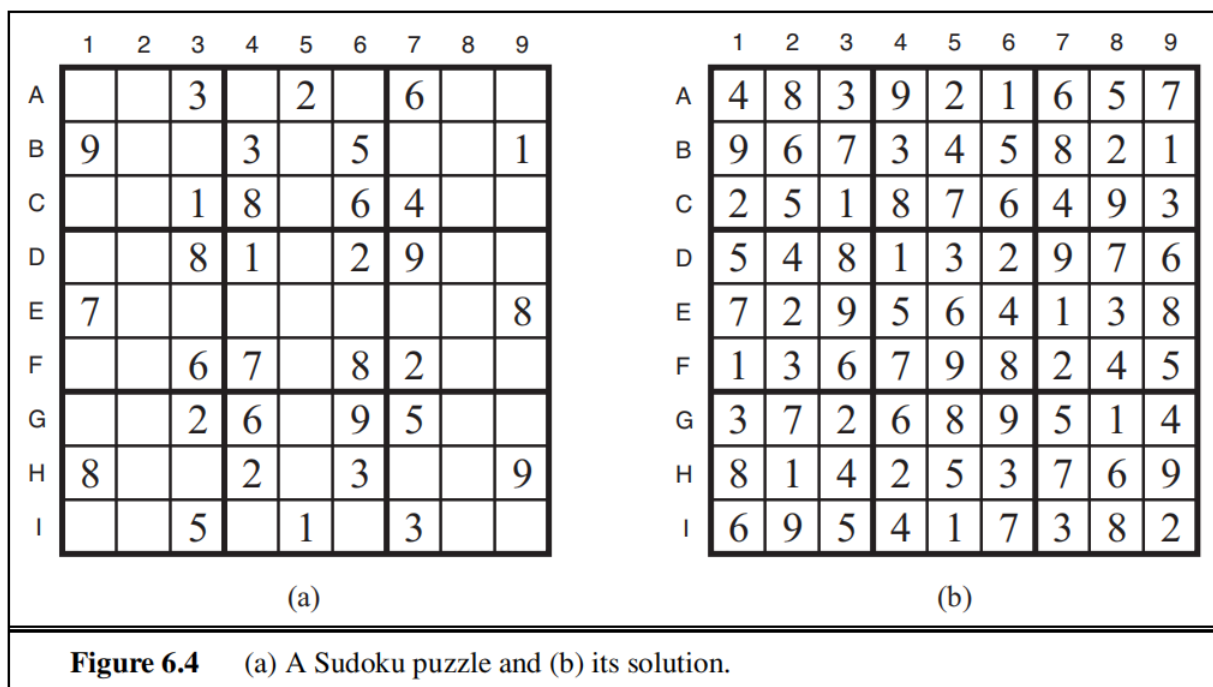 1 2 3 4 5 6 7 8 9
A 3 2 6
B 9 3 5 1
C 1 8 6 4
D 8 1 2 9
E 7 8
F 6 7 8 2
G 2 6 9 5
H 8 2 3 9
I 5 1 3
(a)
1 2 3 4 5 6 7 8 9
A 4 8 3 9 2 1 6 5 7
B 9 6 7 3 4 5 8 2 1
C 2 5 1 8 7 6 4 9 3
D 5 4 8 1 3 2 9 7 6
E 7 2 9 5 6 4 1 3 8
F 1 3 6 7 9 8 2 4 5
G 3 7 2 6 8 9 5 1 4
H 8 1 4 2 5 3 7 6 9
I 6 9 5 4 1 7 3 8 2
(b)
Figure 6.4 (a) A Sudoku puzzle and (b) its solution.